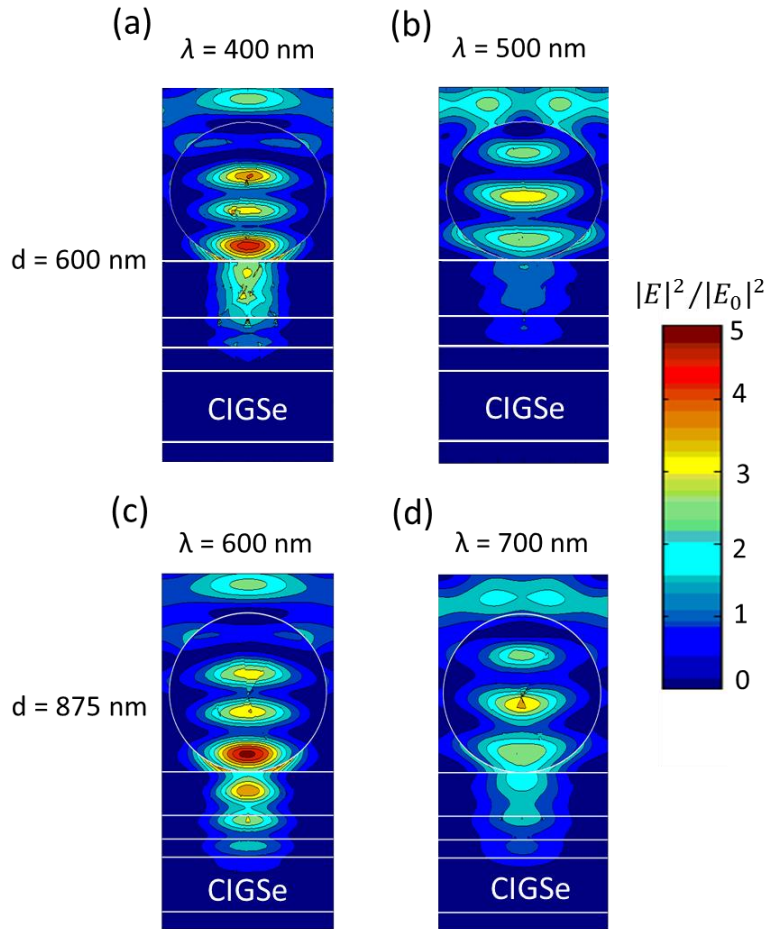 (a)
λ = 400 nm
(b)
λ = 500 nm
d = 600 nm
CIGSe
CIGSe
|E|²/|E₀|²
5
4
3
2
1
0
(c)
λ = 600 nm
(d)
λ = 700 nm
d = 875 nm
CIGSe
CIGSe